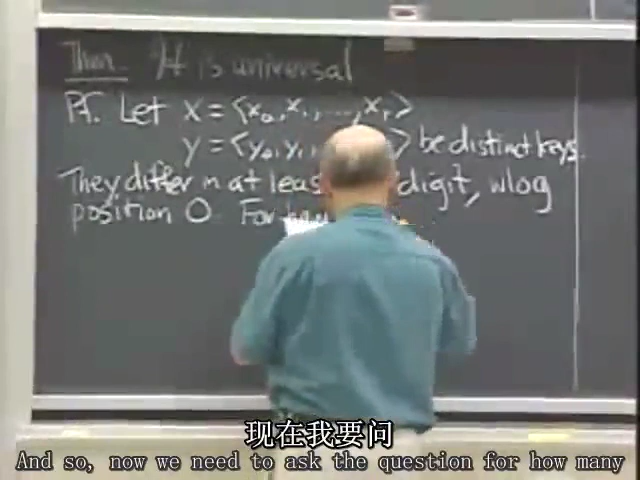 Thm. H is universal
Pf. Let x = <x₀, x₁, ..., xᵣ>
y = <y₀, y₁, > be distinct keys.
They differ in at leas digit, wlog
position 0. For how
现在我要问
And so, now we need to ask the question for how many